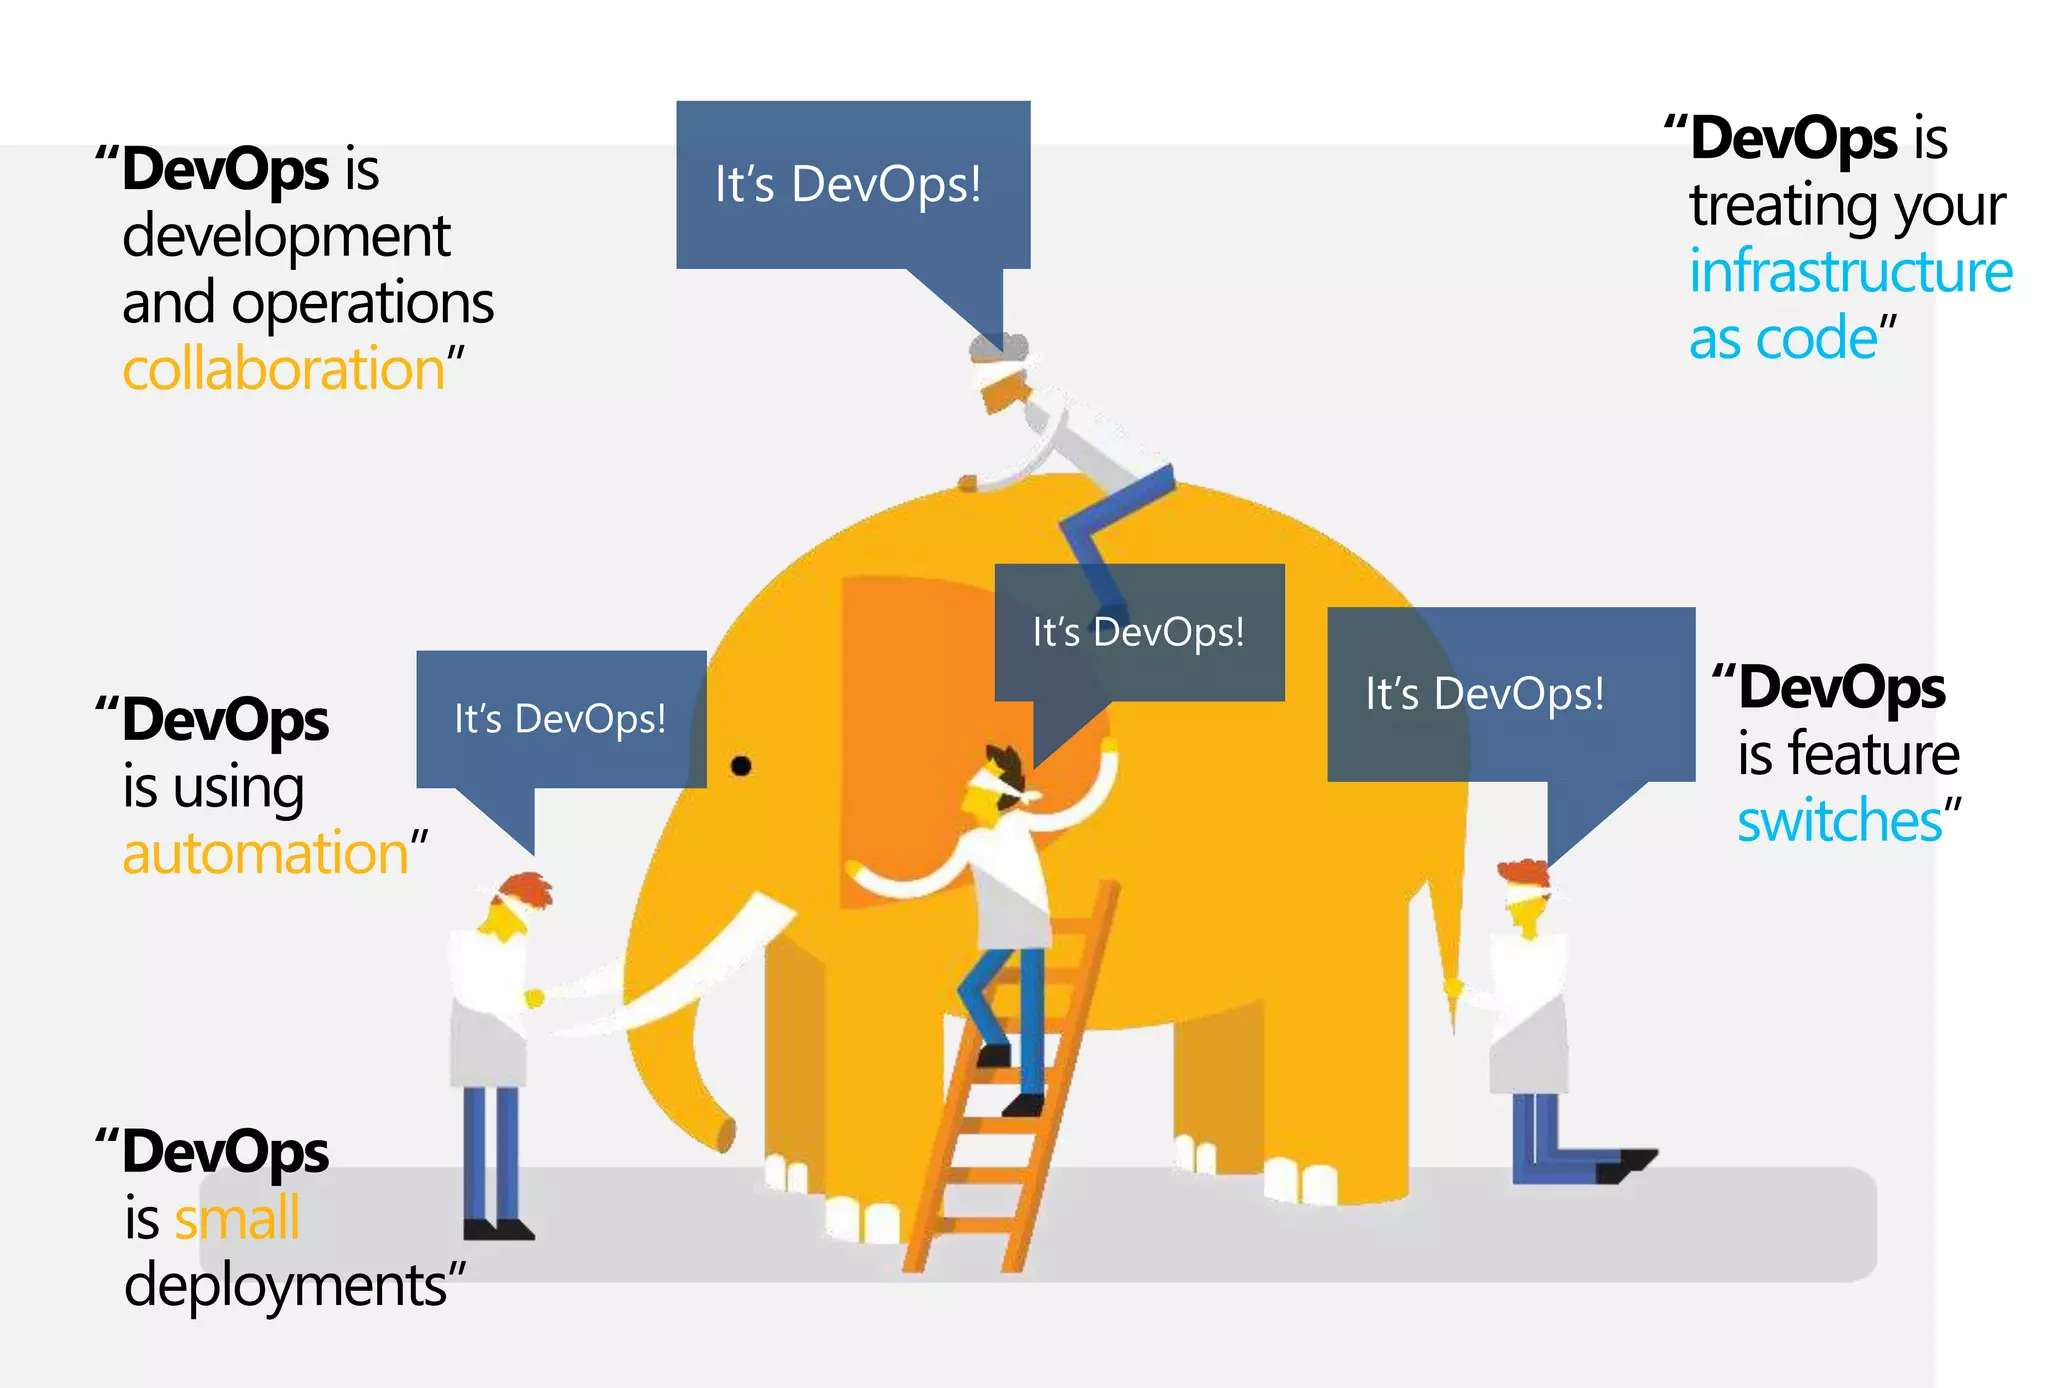 “DevOps is
development
and operations
collaboration”
It’s DevOps!
“DevOps is
treating your
infrastructure
as code”
“DevOps
is using
automation”
It’s DevOps!
It’s DevOps!
It’s DevOps!
“DevOps
is feature
switches”
“DevOps
is small
deployments”